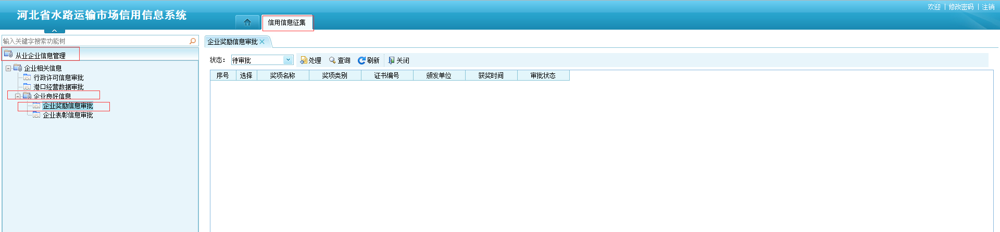 河北省水路运输市场信用信息系统
信用信息征集
欢迎 | 修改密码 | 注销
输入关键字搜索功能树
从业企业信息管理
企业相关信息
行政许可信息审批
港口经营数据审批
企业良好信息
企业奖励信息审批
企业表彰信息审批
企业奖励信息审批
状态： 待审批 处理 查询 刷新 关闭
序号 选择 奖项名称 奖项类别 证书编号 颁发单位 获奖时间 审批状态